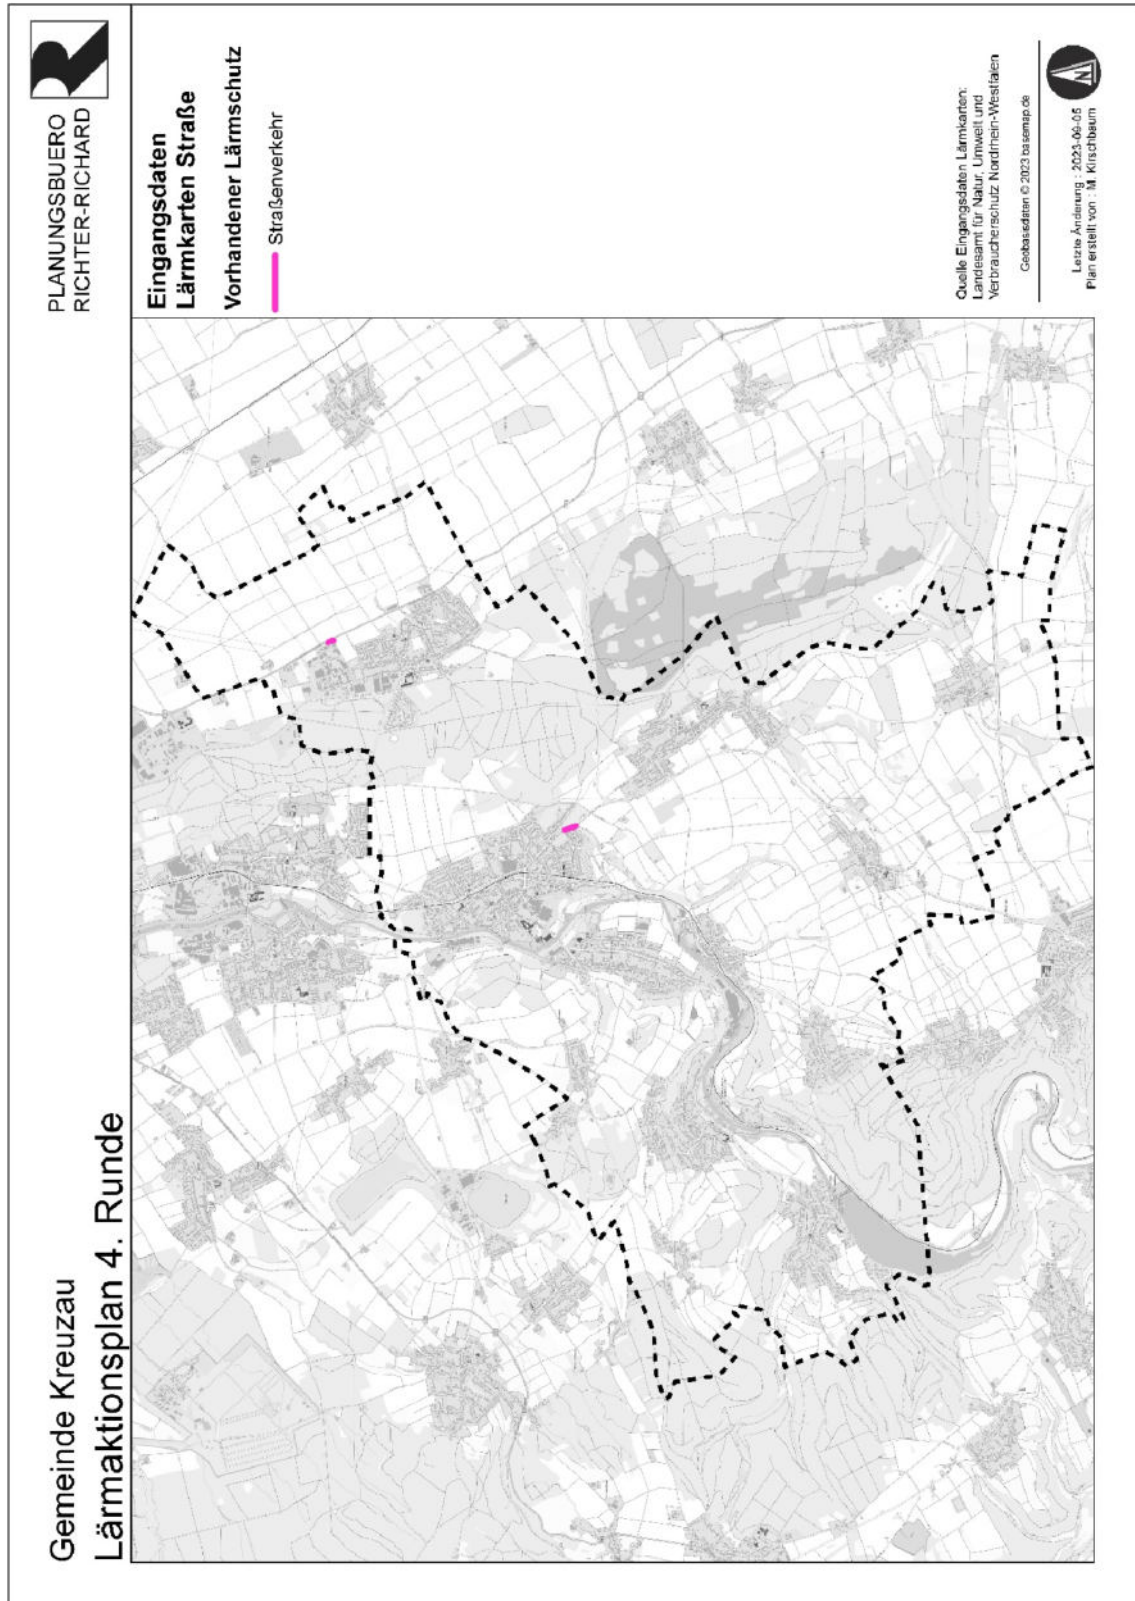 Gemeinde Kreuzau
Lärmaktionsplan 4. Runde
PLANUNGSBUERO
RICHTER-RICHARD
Eingangsdaten
Lärmkarten Straße
Vorhandener Lärmschutz
Straßenverkehr
Quelle Eingangsdaten Lärmkarten:
Landesamt für Natur, Umwelt und
Verbraucherschutz Nordrhein-Westfalen
Geobasisdaten © 2023 basemap.de
N
Letzte Änderung : 2023-09-05
Plan erstellt von : M. Kirschbaum